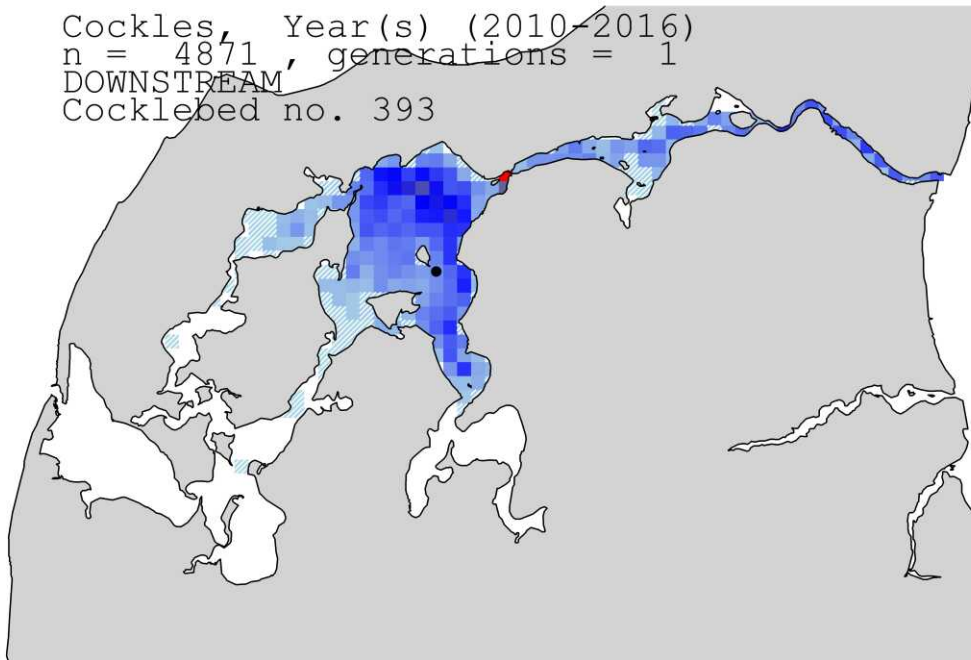 Cockles, Year(s) (2010-2016)
n = 4871 , generations = 1
DOWNSTREAM
Cocklebed no. 393